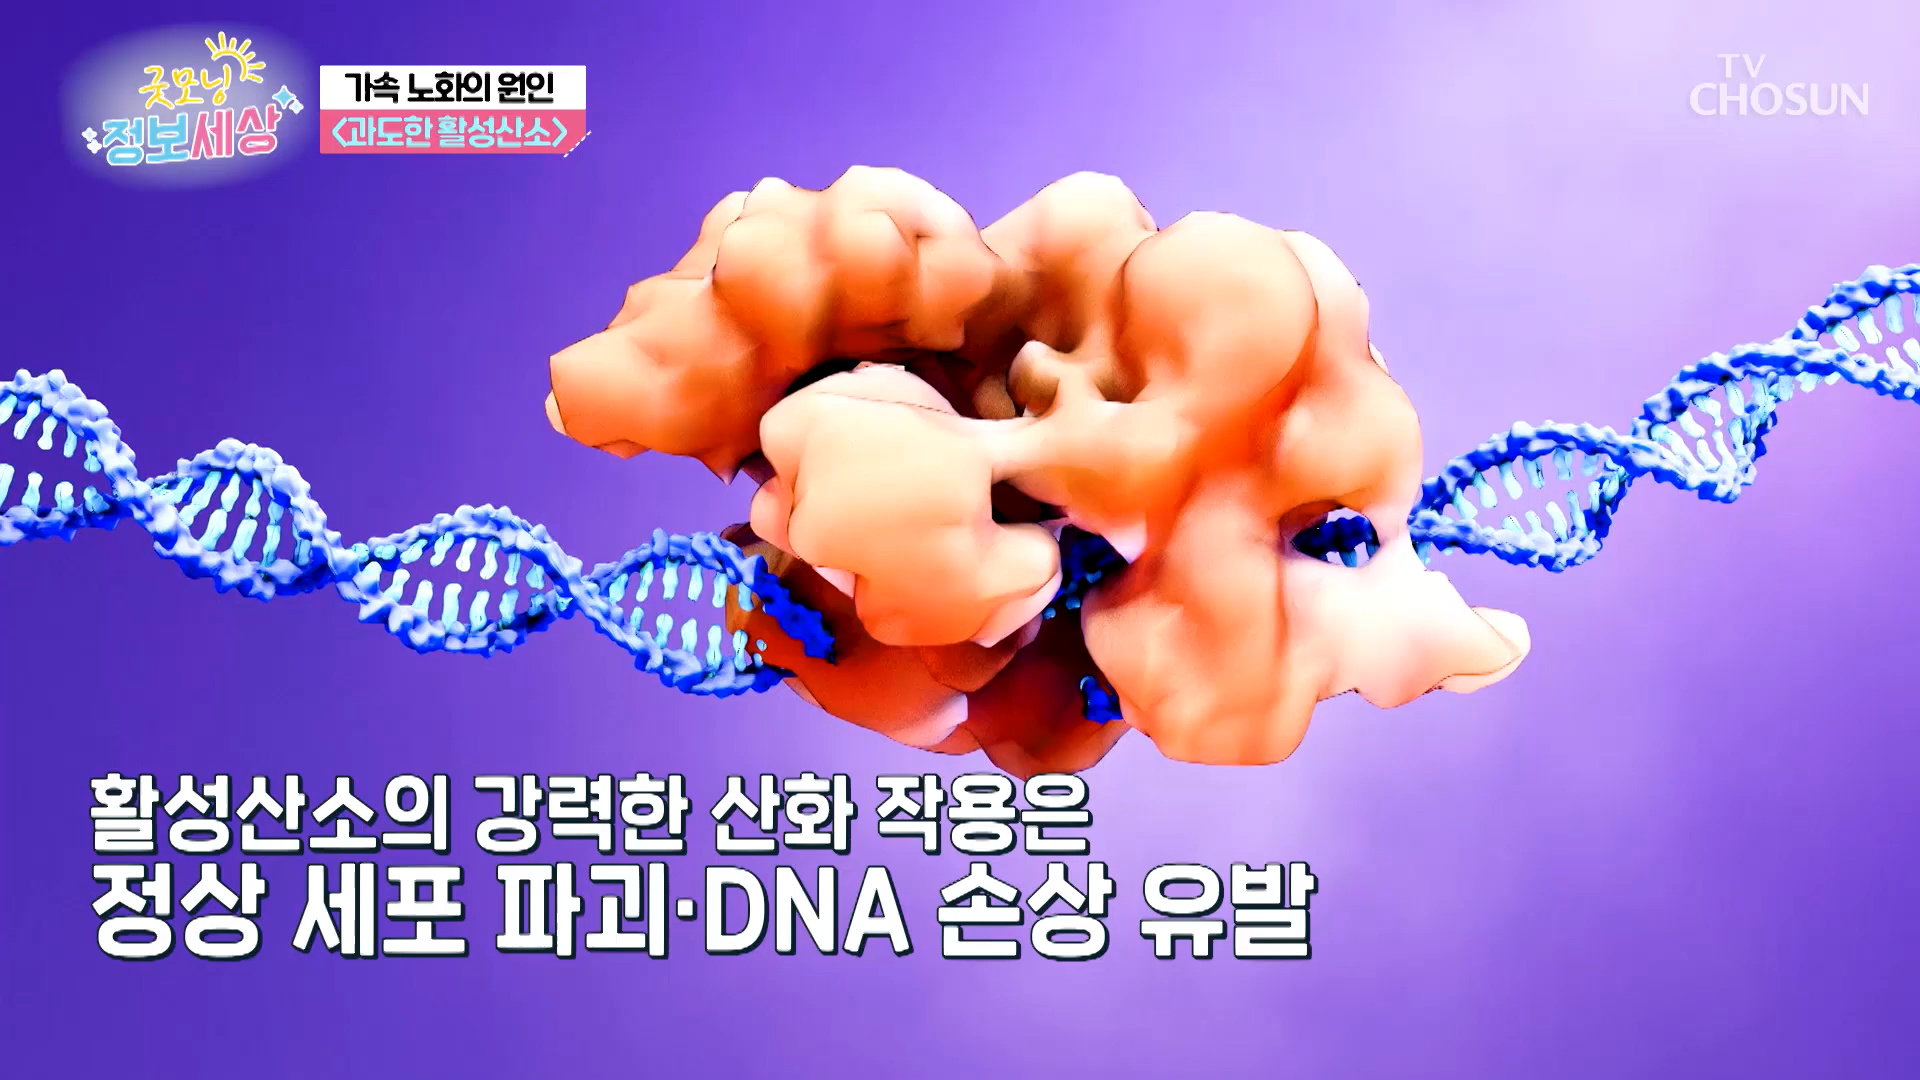 굿모닝
정보세상
가속 노화의 원인
<과도한 활성산소>
TV
CHOSUN
활성산소의 강력한 산화 작용은
정상 세포 파괴·DNA 손상 유발